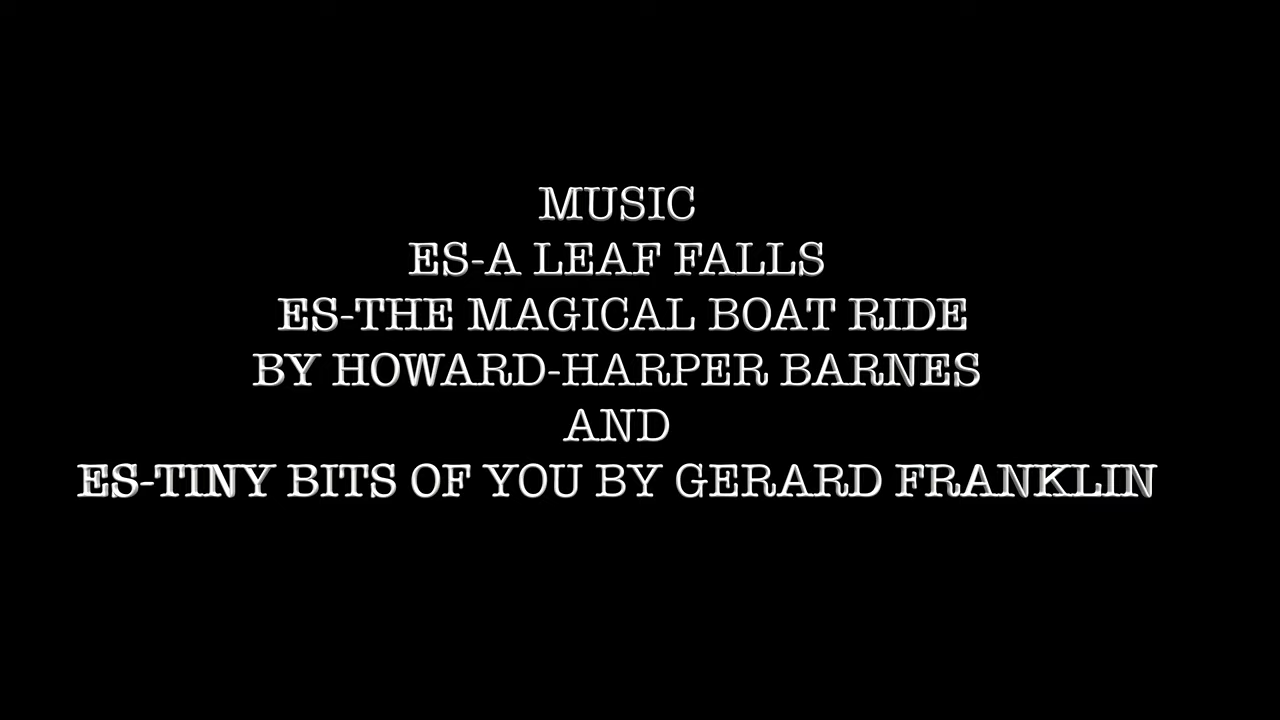 MUSIC
ES-A LEAF FALLS
ES-THE MAGICAL BOAT RIDE
BY HOWARD-HARPER BARNES
AND
ES-TINY BITS OF YOU BY GERARD FRANKLIN